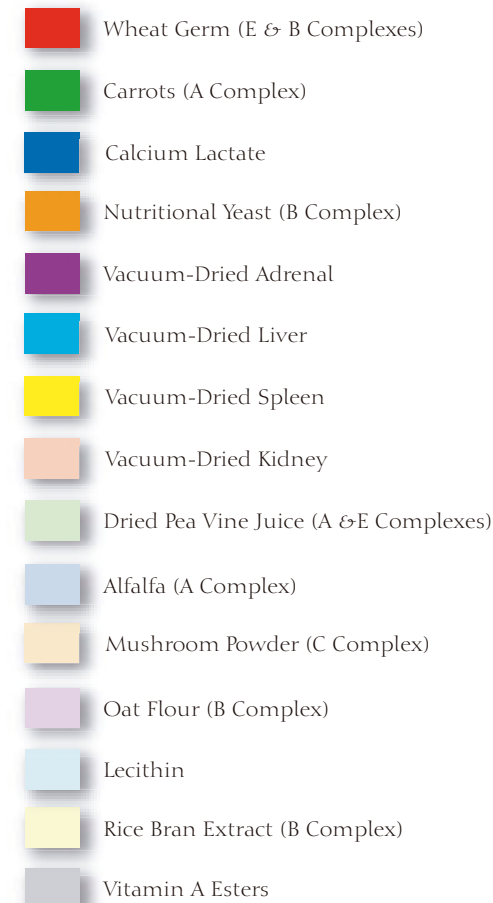 Wheat Germ (E & B Complexes)
Carrots (A Complex)
Calcium Lactate
Nutritional Yeast (B Complex)
Vacuum-Dried Adrenal
Vacuum-Dried Liver
Vacuum-Dried Spleen
Vacuum-Dried Kidney
Dried Pea Vine Juice (A &E Complexes)
Alfalfa (A Complex)
Mushroom Powder (C Complex)
Oat Flour (B Complex)
Lecithin
Rice Bran Extract (B Complex)
Vitamin A Esters